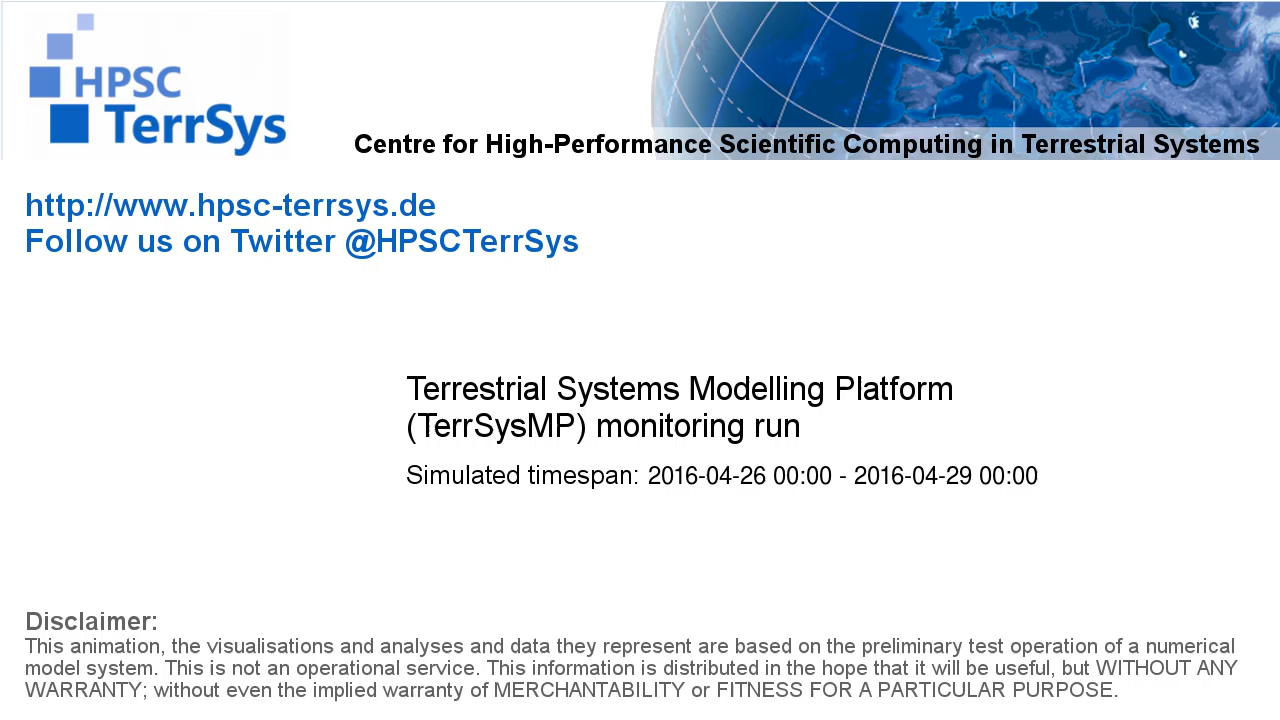 HPSC
TerrSys
Centre for High-Performance Scientific Computing in Terrestrial Systems
http://www.hpsc-terrsys.de
Follow us on Twitter @HPSCTerrSys
Terrestrial Systems Modelling Platform
(TerrSysMP) monitoring run
Simulated timespan: 2016-04-26 00:00 - 2016-04-29 00:00
Disclaimer:
This animation, the visualisations and analyses and data they represent are based on the preliminary test operation of a numerical
model system. This is not an operational service. This information is distributed in the hope that it will be useful, but WITHOUT ANY
WARRANTY; without even the implied warranty of MERCHANTABILITY or FITNESS FOR A PARTICULAR PURPOSE.